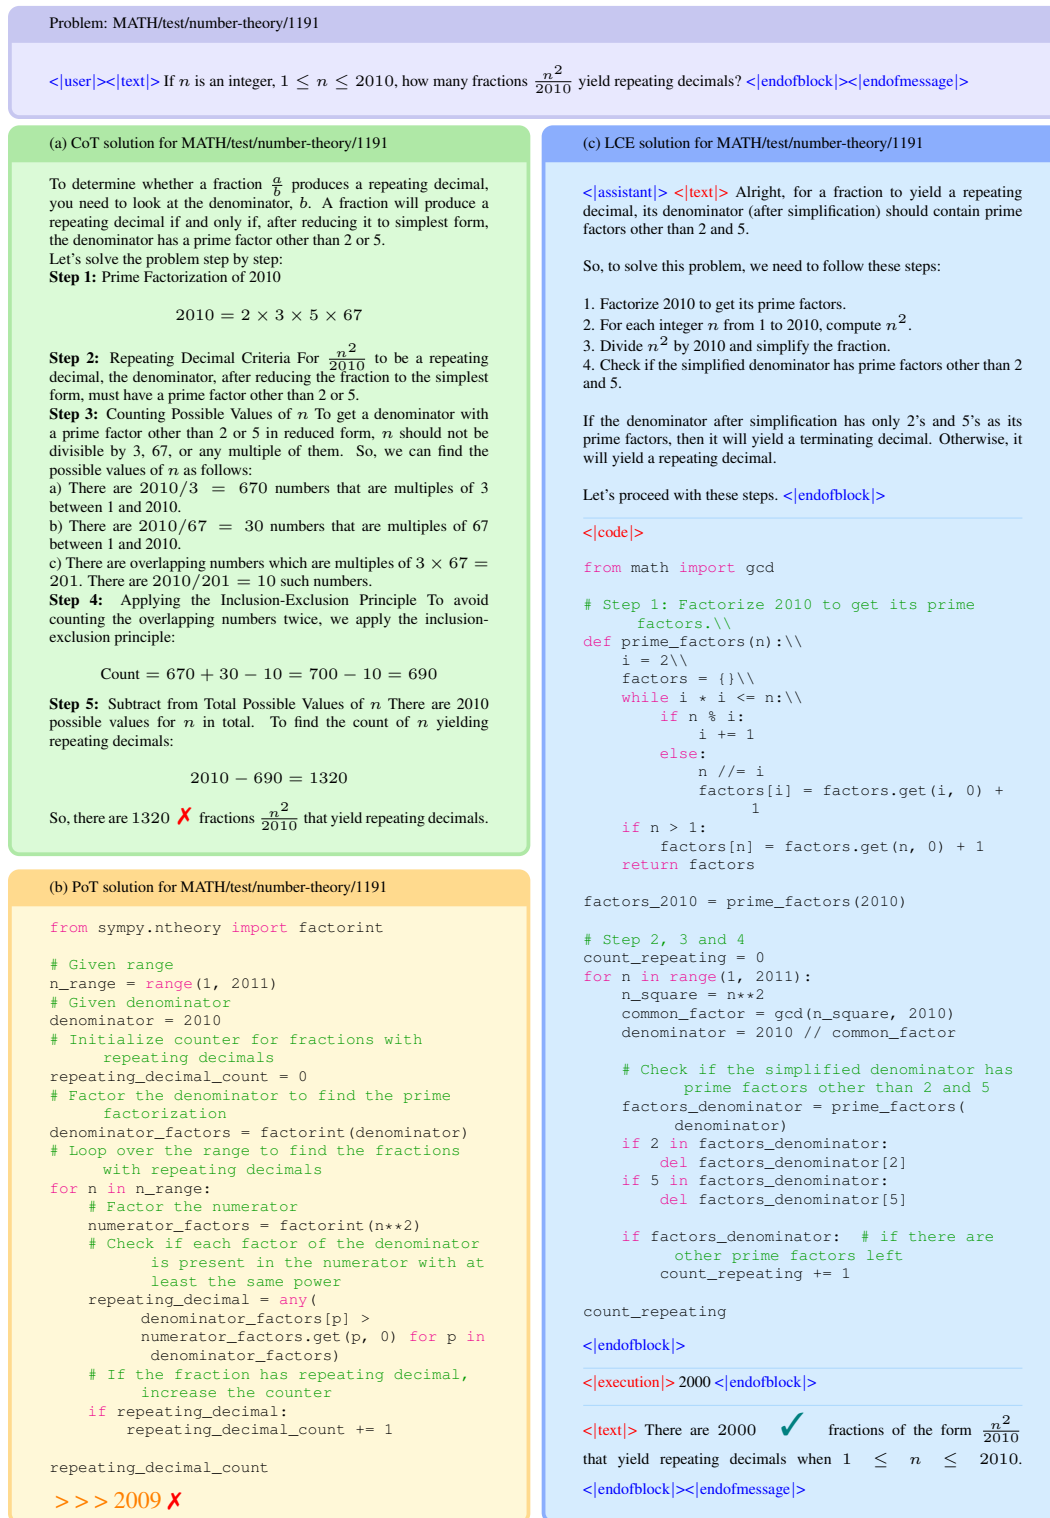 Problem: MATH/test/number-theory/1191
<|user|><|text|> If n is an integer, 1 ≤ n ≤ 2010, how many fractions n²/2010 yield repeating decimals? <|endofblock|><|endofmessage|>
(a) CoT solution for MATH/test/number-theory/1191
To determine whether a fraction a/b produces a repeating decimal,
you need to look at the denominator, b. A fraction will produce a
repeating decimal if and only if, after reducing it to simplest form,
the denominator has a prime factor other than 2 or 5.
Let's solve the problem step by step:
Step 1: Prime Factorization of 2010
2010 = 2 × 3 × 5 × 67
Step 2: Repeating Decimal Criteria For n²/2010 to be a repeating
decimal, the denominator, after reducing the fraction to the simplest
form, must have a prime factor other than 2 or 5.
Step 3: Counting Possible Values of n To get a denominator with
a prime factor other than 2 or 5 in reduced form, n should not be
divisible by 3, 67, or any multiple of them. So, we can find the
possible values of n as follows:
a) There are 2010/3 = 670 numbers that are multiples of 3
between 1 and 2010.
b) There are 2010/67 = 30 numbers that are multiples of 67
between 1 and 2010.
c) There are overlapping numbers which are multiples of 3 × 67 =
201. There are 2010/201 = 10 such numbers.
Step 4: Applying the Inclusion-Exclusion Principle To avoid
counting the overlapping numbers twice, we apply the inclusion-
exclusion principle:
Count = 670 + 30 − 10 = 700 − 10 = 690
Step 5: Subtract from Total Possible Values of n There are 2010
possible values for n in total. To find the count of n yielding
repeating decimals:
2010 − 690 = 1320
So, there are 1320 ✗ fractions n²/2010 that yield repeating decimals.
(b) PoT solution for MATH/test/number-theory/1191
from sympy.ntheory import factorint
# Given range
n_range = range(1, 2011)
# Given denominator
denominator = 2010
# Initialize counter for fractions with
repeating decimals
repeating_decimal_count = 0
# Factor the denominator to find the prime
factorization
denominator_factors = factorint(denominator)
# Loop over the range to find the fractions
with repeating decimals
for n in n_range:
# Factor the numerator
numerator_factors = factorint(n**2)
# Check if each factor of the denominator
is present in the numerator with at
least the same power
repeating_decimal = any(
denominator_factors[p] >
numerator_factors.get(p, 0) for p in
denominator_factors)
# If the fraction has repeating decimal,
increase the counter
if repeating_decimal:
repeating_decimal_count += 1
repeating_decimal_count
>>> 2009 ✗
(c) LCE solution for MATH/test/number-theory/1191
<|assistant|> <|text|> Alright, for a fraction to yield a repeating
decimal, its denominator (after simplification) should contain prime
factors other than 2 and 5.
So, to solve this problem, we need to follow these steps:
1. Factorize 2010 to get its prime factors.
2. For each integer n from 1 to 2010, compute n².
3. Divide n² by 2010 and simplify the fraction.
4. Check if the simplified denominator has prime factors other than 2
and 5.
If the denominator after simplification has only 2's and 5's as its
prime factors, then it will yield a terminating decimal. Otherwise, it
will yield a repeating decimal.
Let's proceed with these steps. <|endofblock|>
<|code|>
from math import gcd
# Step 1: Factorize 2010 to get its prime
factors.\\
def prime_factors(n):\\
i = 2\\
factors = {}\\
while i * i <= n:\\
if n % i:
i += 1
else:
n //= i
factors[i] = factors.get(i, 0) +
1
if n > 1:
factors[n] = factors.get(n, 0) + 1
return factors
factors_2010 = prime_factors(2010)
# Step 2, 3 and 4
count_repeating = 0
for n in range(1, 2011):
n_square = n**2
common_factor = gcd(n_square, 2010)
denominator = 2010 // common_factor
# Check if the simplified denominator has
prime factors other than 2 and 5
factors_denominator = prime_factors(
denominator)
if 2 in factors_denominator:
del factors_denominator[2]
if 5 in factors_denominator:
del factors_denominator[5]
if factors_denominator: # if there are
other prime factors left
count_repeating += 1
count_repeating
<|endofblock|>
<|execution|> 2000 <|endofblock|>
<|text|> There are 2000 ✓ fractions of the form n²/2010
that yield repeating decimals when 1 ≤ n ≤ 2010.
<|endofblock|><|endofmessage|>